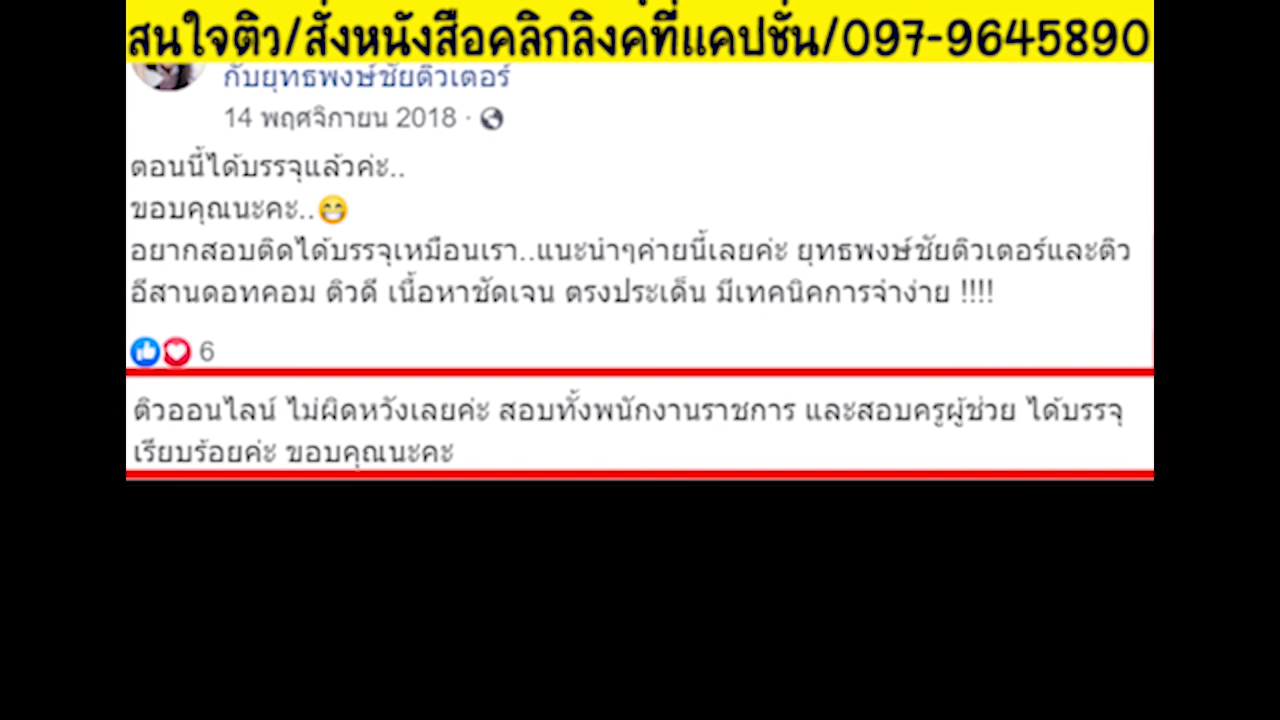 สนใจติว/สั่งหนังสือคลิกลิงค์ที่แคปชั่น/097-9645890
กับยุทธพงษ์ชัยติวเตอร์
14 พฤศจิกายน 2018 ·
ตอนนี้ได้บรรจุแล้วค่ะ..
ขอบคุณนะคะ..😁
อยากสอบติดได้บรรจุเหมือนเรา..แนะนำๆค่ายนี้เลยค่ะ ยุทธพงษ์ชัยติวเตอร์และติว
อีสานดอทคอม ติวดี เนื้อหาชัดเจน ตรงประเด็น มีเทคนิคการจำง่าย !!!!
6
ติวออนไลน์ ไม่ผิดหวังเลยค่ะ สอบทั้งพนักงานราชการ และสอบครูผู้ช่วย ได้บรรจุ
เรียบร้อยค่ะ ขอบคุณนะคะ